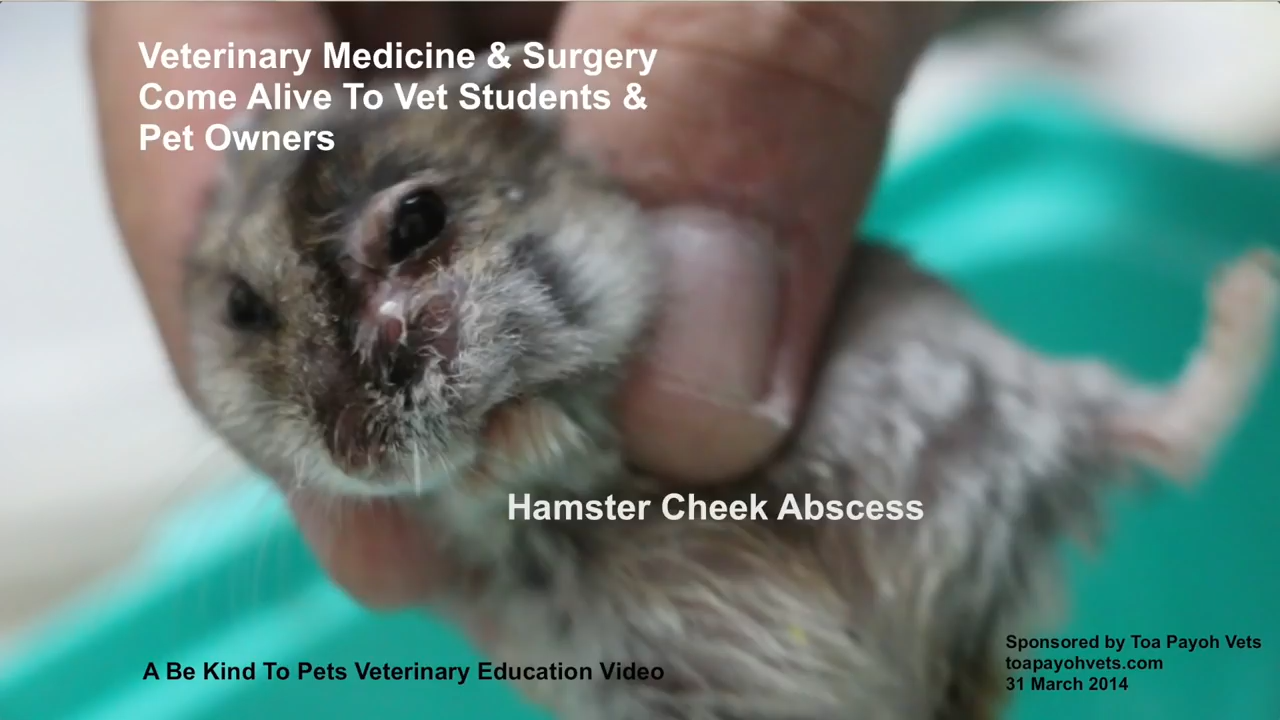 Veterinary Medicine & Surgery
Come Alive To Vet Students &
Pet Owners
Hamster Cheek Abscess
A Be Kind To Pets Veterinary Education Video
Sponsored by Toa Payoh Vets
toapayohvets.com
31 March 2014